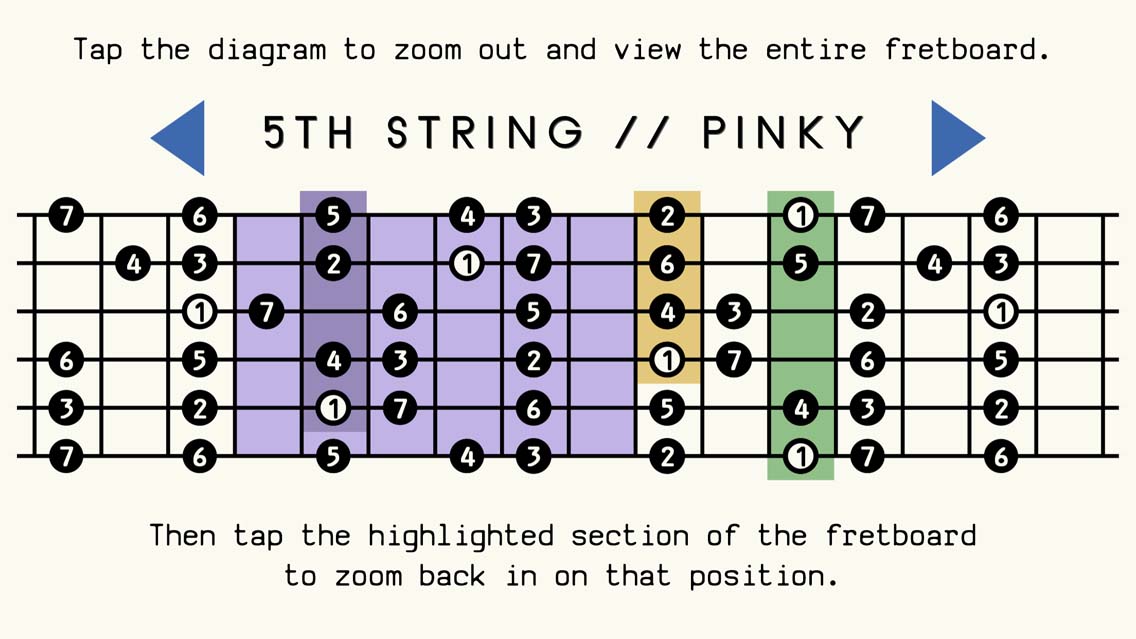 Tap the diagram to zoom out and view the entire fretboard.
5TH STRING // PINKY
7 6 5 4 3 2 1 7 6
4 3 2 1 7 6 5 4 3
1 7 6 5 4 3 2 1
6 5 4 3 2 1 7 6 5
3 2 1 7 6 5 4 3 2
7 6 5 4 3 2 1 7 6
Then tap the highlighted section of the fretboard
to zoom back in on that position.